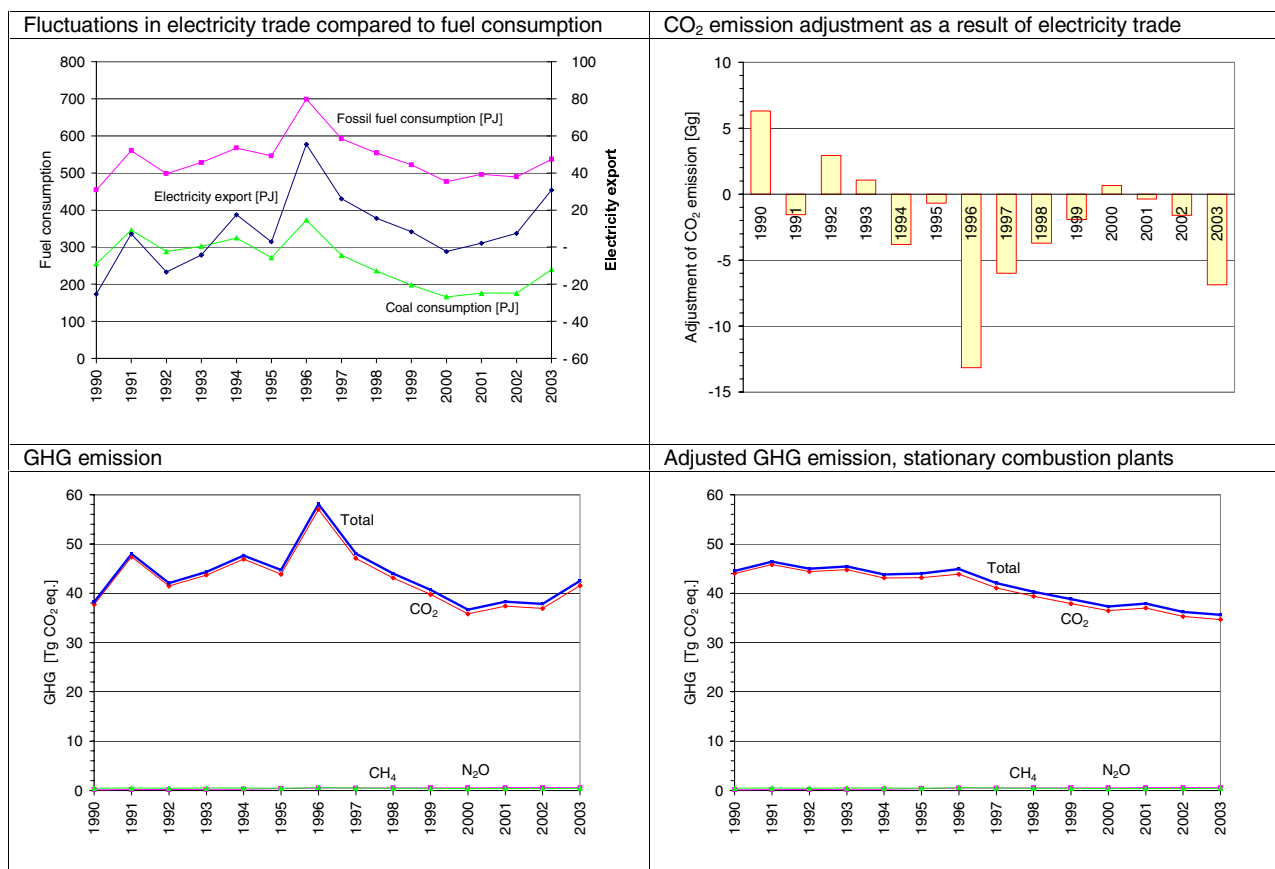 Fluctuations in electricity trade compared to fuel consumption
800
700
600
500
400
300
200
100
0
Fuel consumption
100
80
60
40
20
-
- 20
- 40
- 60
Electricity export
Fossil fuel consumption [PJ]
Electricity export [PJ]
Coal consumption [PJ]
1990 1991 1992 1993 1994 1995 1996 1997 1998 1999 2000 2001 2002 2003
CO₂ emission adjustment as a result of electricity trade
10
5
0
-5
-10
-15
Adjustment of CO₂ emission [Gg]
1990 1991 1992 1993 1994 1995 1996 1997 1998 1999 2000 2001 2002 2003
GHG emission
60
50
40
30
20
10
0
GHG [Tg CO₂ eq.]
Total
CO₂
CH₄ N₂O
1990 1991 1992 1993 1994 1995 1996 1997 1998 1999 2000 2001 2002 2003
Adjusted GHG emission, stationary combustion plants
60
50
40
30
20
10
0
GHG [Tg CO₂ eq.]
Total
CO₂
CH₄ N₂O
1990 1991 1992 1993 1994 1995 1996 1997 1998 1999 2000 2001 2002 2003